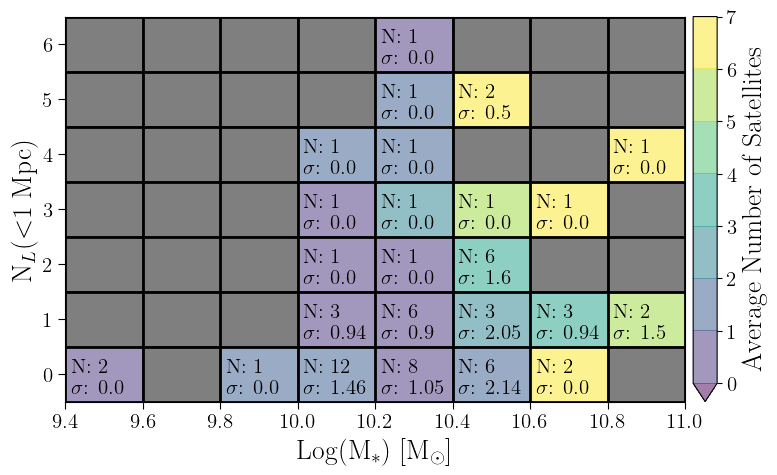 6
N: 1
σ: 0.0
5
N: 1
σ: 0.0
N: 2
σ: 0.5
4
N: 1
σ: 0.0
N: 1
σ: 0.0
N: 1
σ: 0.0
3
N: 1
σ: 0.0
N: 1
σ: 0.0
N: 1
σ: 0.0
N: 1
σ: 0.0
2
N: 1
σ: 0.0
N: 1
σ: 0.0
N: 6
σ: 1.6
1
N: 3
σ: 0.94
N: 6
σ: 0.9
N: 3
σ: 2.05
N: 3
σ: 0.94
N: 2
σ: 1.5
0
N: 2
σ: 0.0
N: 1
σ: 0.0
N: 12
σ: 1.46
N: 8
σ: 1.05
N: 6
σ: 2.14
N: 2
σ: 0.0
9.4 9.6 9.8 10.0 10.2 10.4 10.6 10.8 11.0
Log(M*) [M⊙]
N_L(<1 Mpc)
7
6
5
4
3
2
1
0
Average Number of Satellites